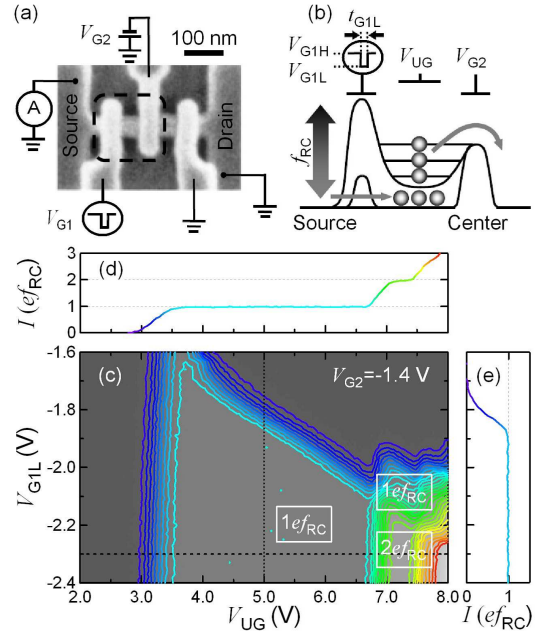 (a)
V_G2
100 nm
A
Source
Drain
V_G1
(b)
t_G1L
V_G1H
V_G1L
V_UG
V_G2
f_RC
Source
Center
I (ef_RC)
3
2
1
0
(d)
-1.6
-1.8
-2.0
-2.2
-2.4
V_G1L (V)
(c)
V_G2=-1.4 V
1ef_RC
1ef_RC
2ef_RC
2.0 3.0 4.0 5.0 6.0 7.0 8.0
V_UG (V)
(e)
0 1
I (ef_RC)